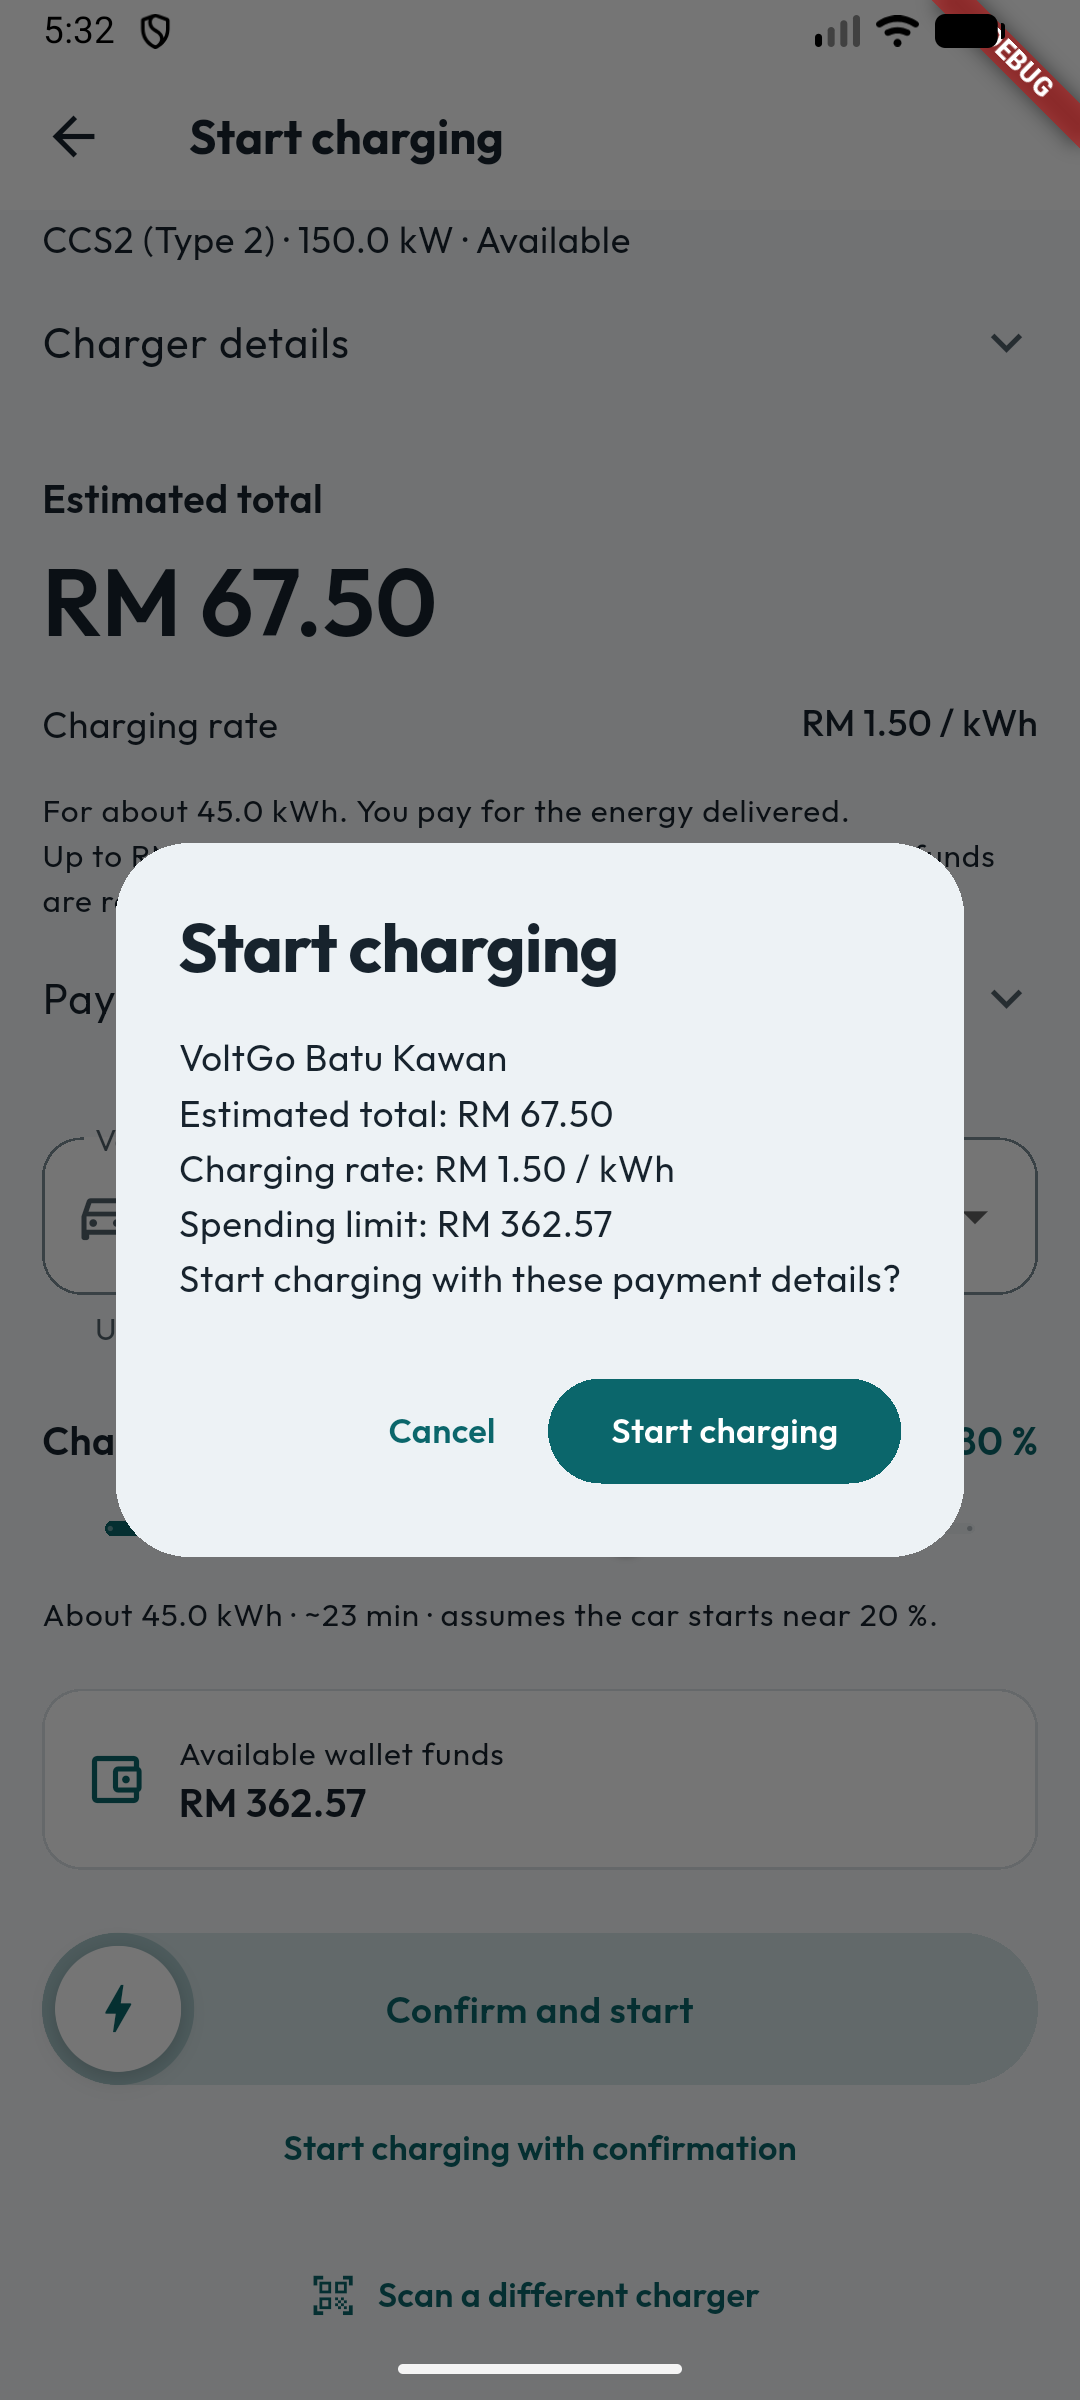 5:32
EBUG
Start charging
CCS2 (Type 2) · 150.0 kW · Available
Charger details
Estimated total
RM 67.50
Charging rate
RM 1.50 / kWh
For about 45.0 kWh. You pay for the energy delivered.
Up to
are
Start charging
VoltGo Batu Kawan
Estimated total: RM 67.50
Charging rate: RM 1.50 / kWh
Spending limit: RM 362.57
Start charging with these payment details?
Cancel
Start charging
%
About 45.0 kWh · ~23 min · assumes the car starts near 20 %.
Available wallet funds
RM 362.57
Confirm and start
Start charging with confirmation
Scan a different charger